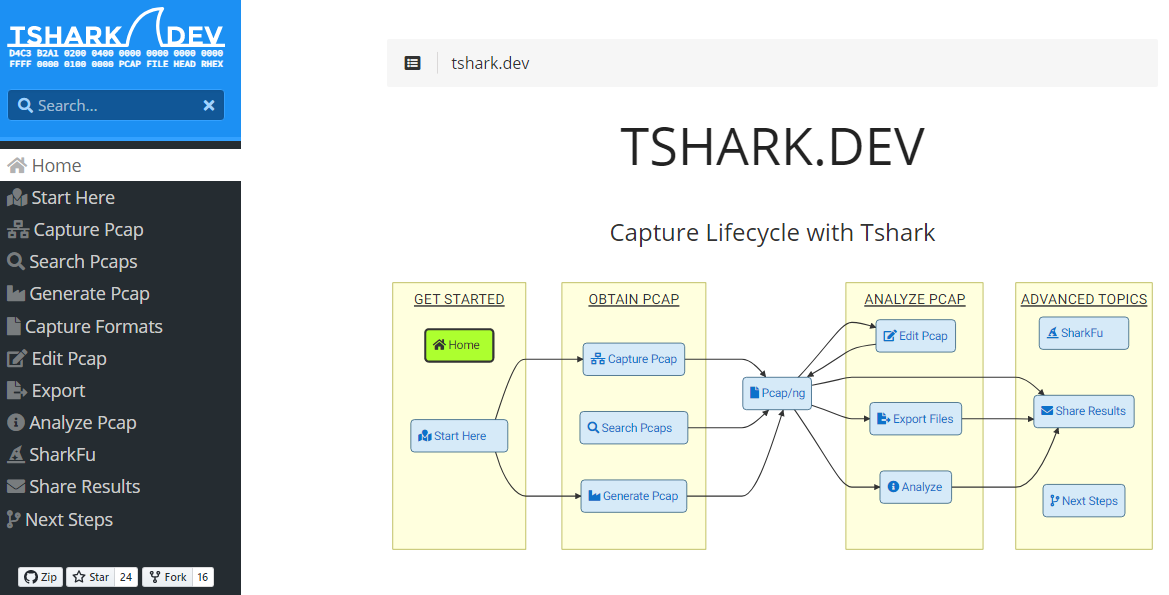 TSHARK DEV
D4C3 B2A1 0200 0400 0000 0000 0000 0000
FFFF 0000 0100 0000 PCAP FILE HEAD RHEX
Search...
Home
Start Here
Capture Pcap
Search Pcaps
Generate Pcap
Capture Formats
Edit Pcap
Export
Analyze Pcap
SharkFu
Share Results
Next Steps
Zip Star 24 Fork 16
tshark.dev
TSHARK.DEV
Capture Lifecycle with Tshark
GET STARTED
Home
Start Here
OBTAIN PCAP
Capture Pcap
Search Pcaps
Generate Pcap
Pcap/ng
ANALYZE PCAP
Edit Pcap
Export Files
Analyze
ADVANCED TOPICS
SharkFu
Share Results
Next Steps